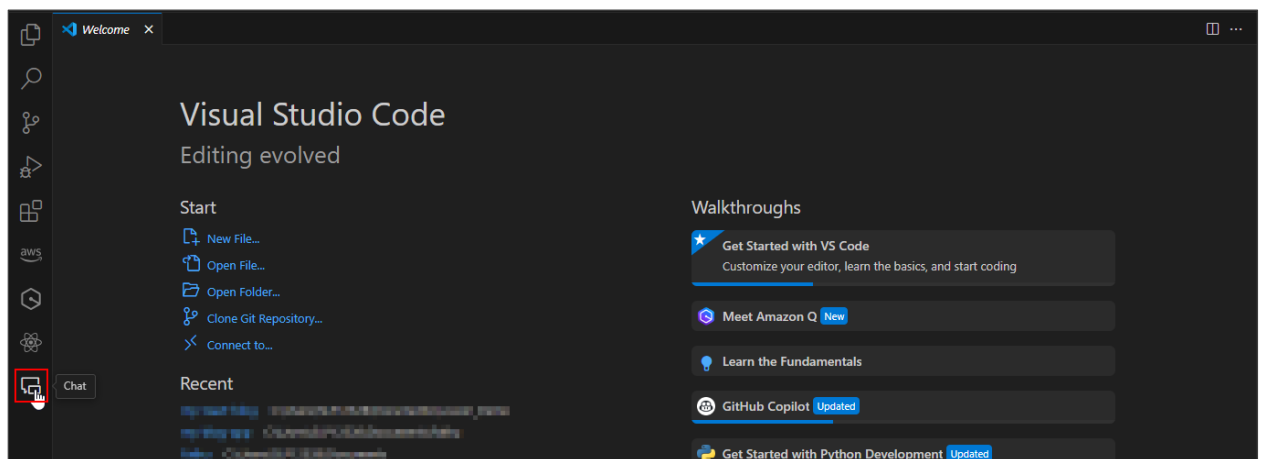 Welcome
Visual Studio Code
Editing evolved
Start
New File...
Open File...
Open Folder...
Clone Git Repository...
Connect to...
Recent
Walkthroughs
Get Started with VS Code
Customize your editor, learn the basics, and start coding
Meet Amazon Q New
Learn the Fundamentals
GitHub Copilot Updated
Get Started with Python Development Updated
aws
Chat